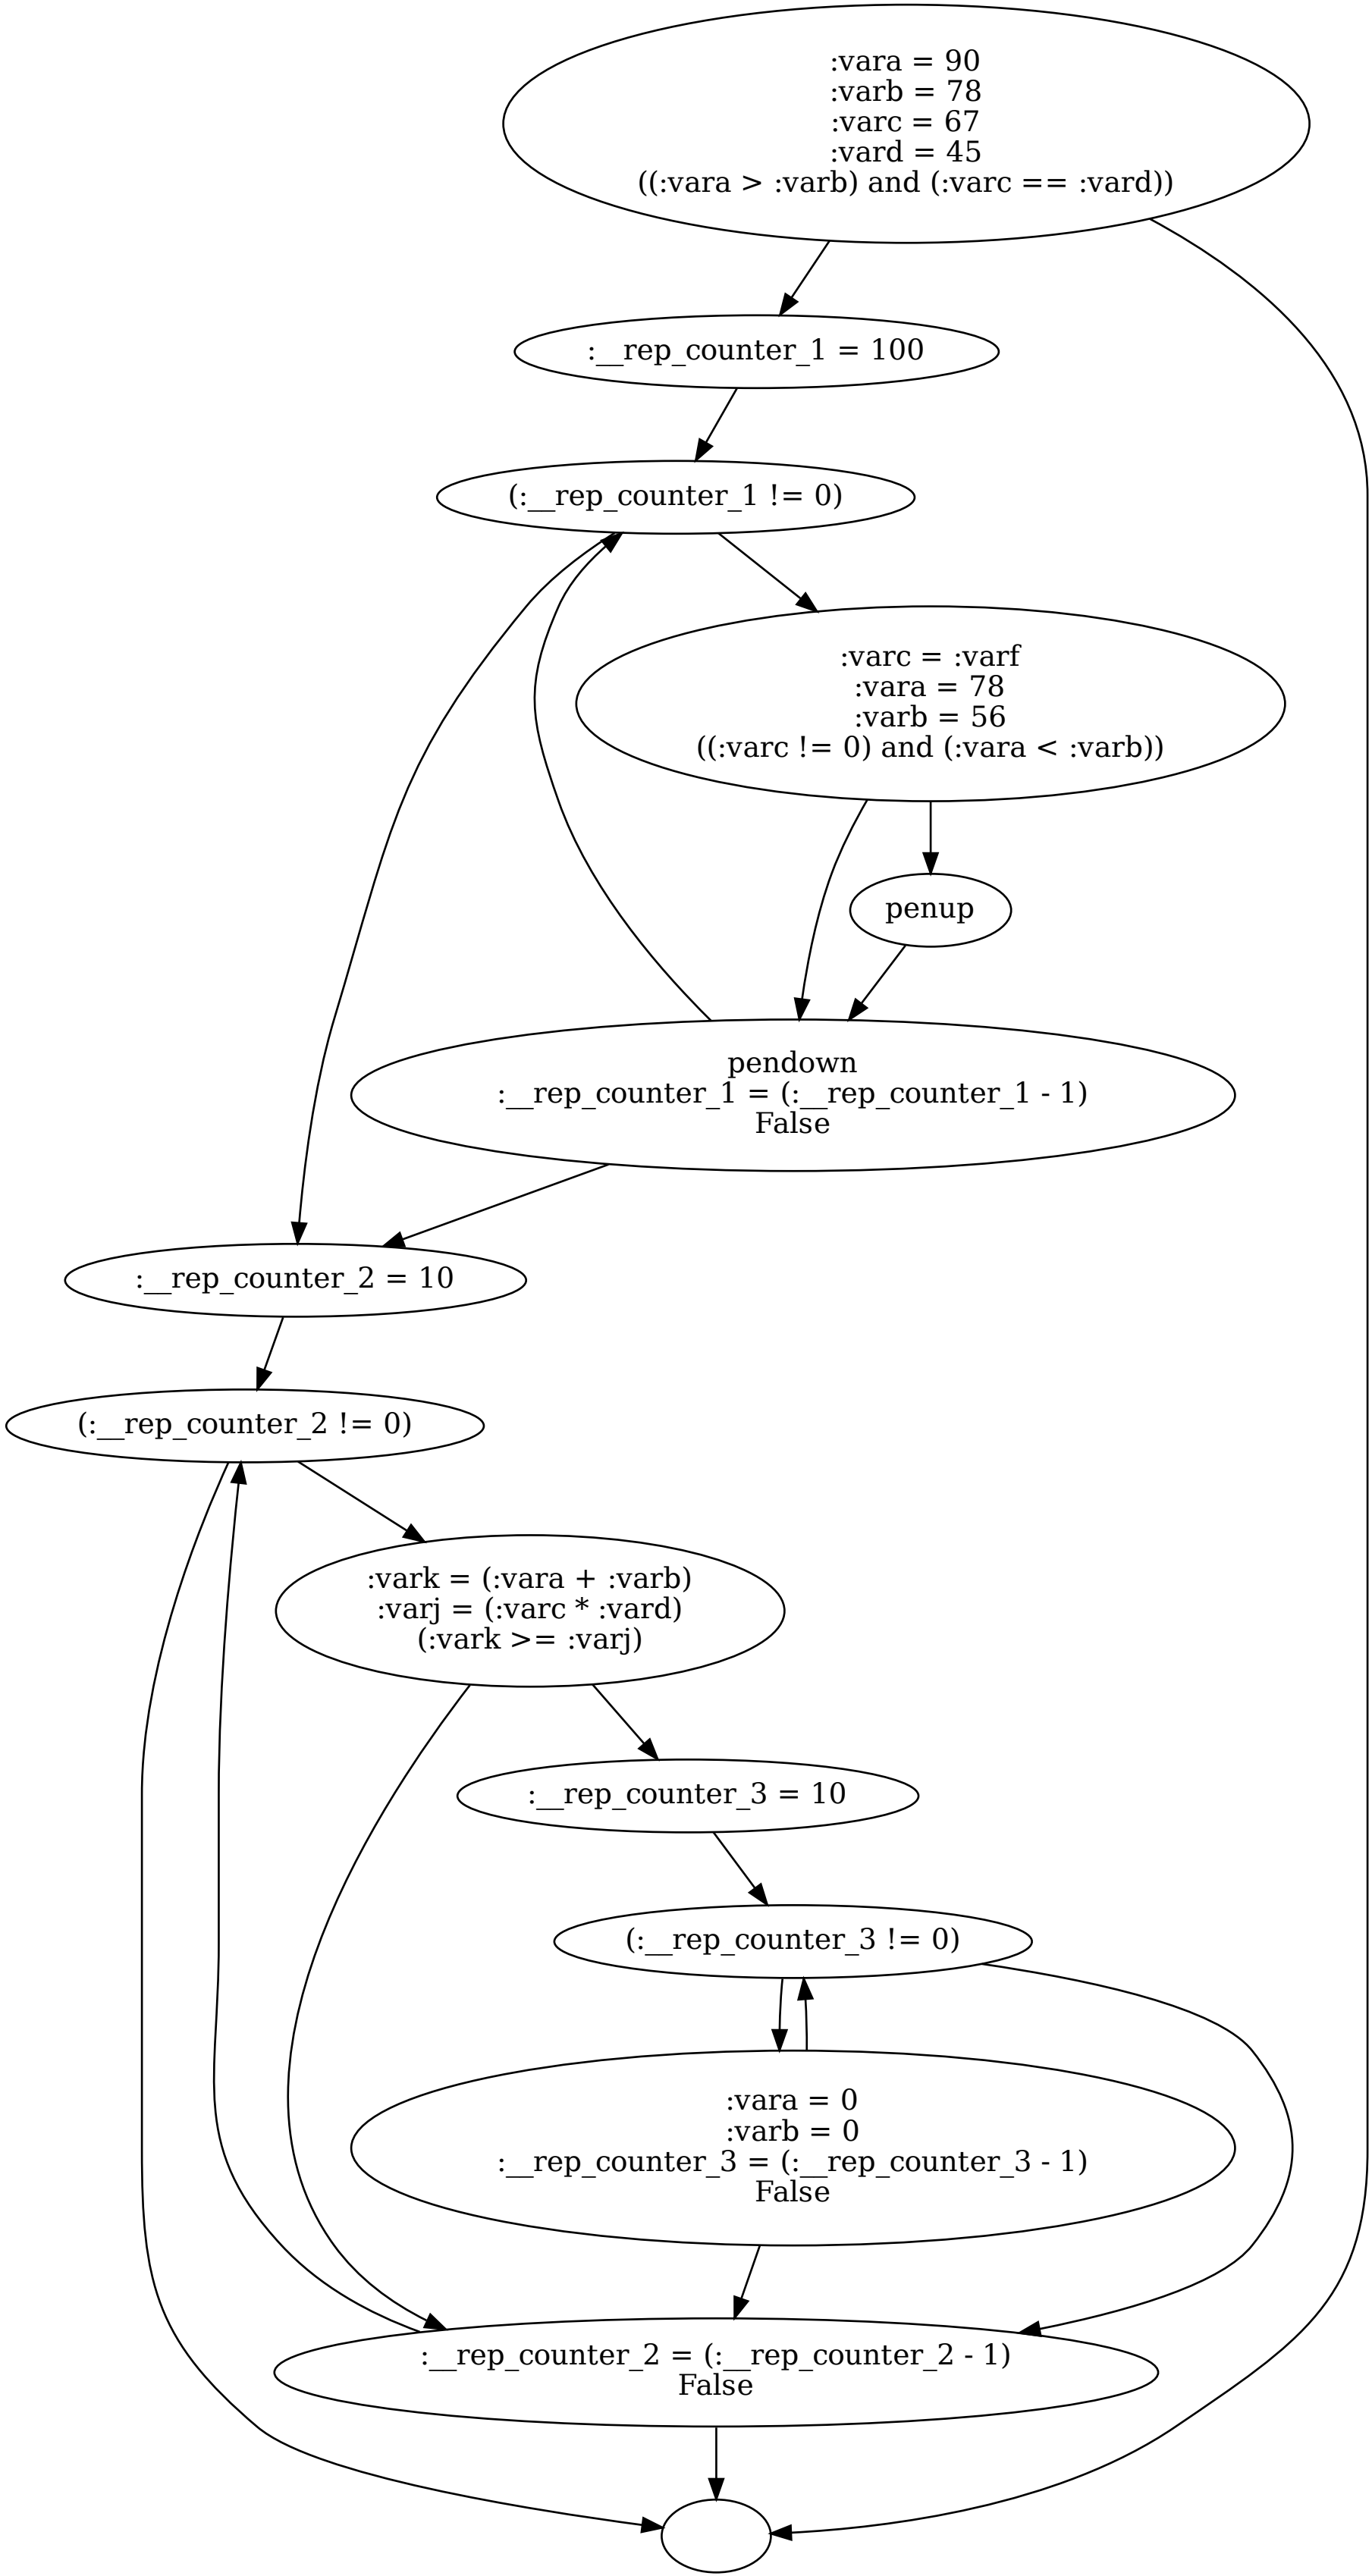 :vara = 90
:varb = 78
:varc = 67
:vard = 45
((:vara > :varb) and (:varc == :vard))
:__rep_counter_1 = 100
(:__rep_counter_1 != 0)
:varc = :varf
:vara = 78
:varb = 56
((:varc != 0) and (:vara < :varb))
penup
pendown
:__rep_counter_1 = (:__rep_counter_1 - 1)
False
:__rep_counter_2 = 10
(:__rep_counter_2 != 0)
:vark = (:vara + :varb)
:varj = (:varc * :vard)
(:vark >= :varj)
:__rep_counter_3 = 10
(:__rep_counter_3 != 0)
:vara = 0
:varb = 0
:__rep_counter_3 = (:__rep_counter_3 - 1)
False
:__rep_counter_2 = (:__rep_counter_2 - 1)
False